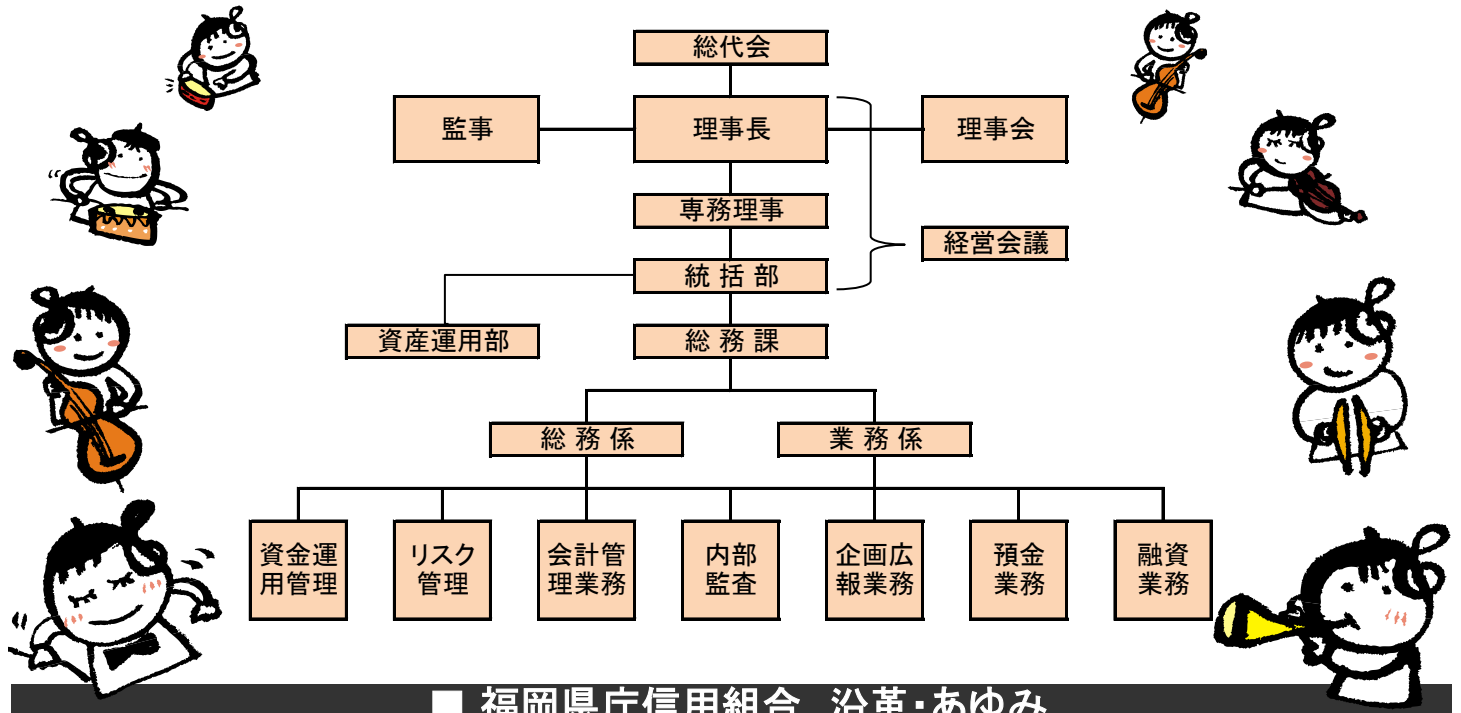 総代会
監事
理事長
理事会
専務理事
経営会議
統 括 部
資産運用部
総 務 課
総 務 係
業 務 係
資金運
用管理
リスク
管理
会計管
理業務
内部
監査
企画広
報業務
預金
業務
融資
業務
■ 福岡県庁信用組合 沿革・あゆみ